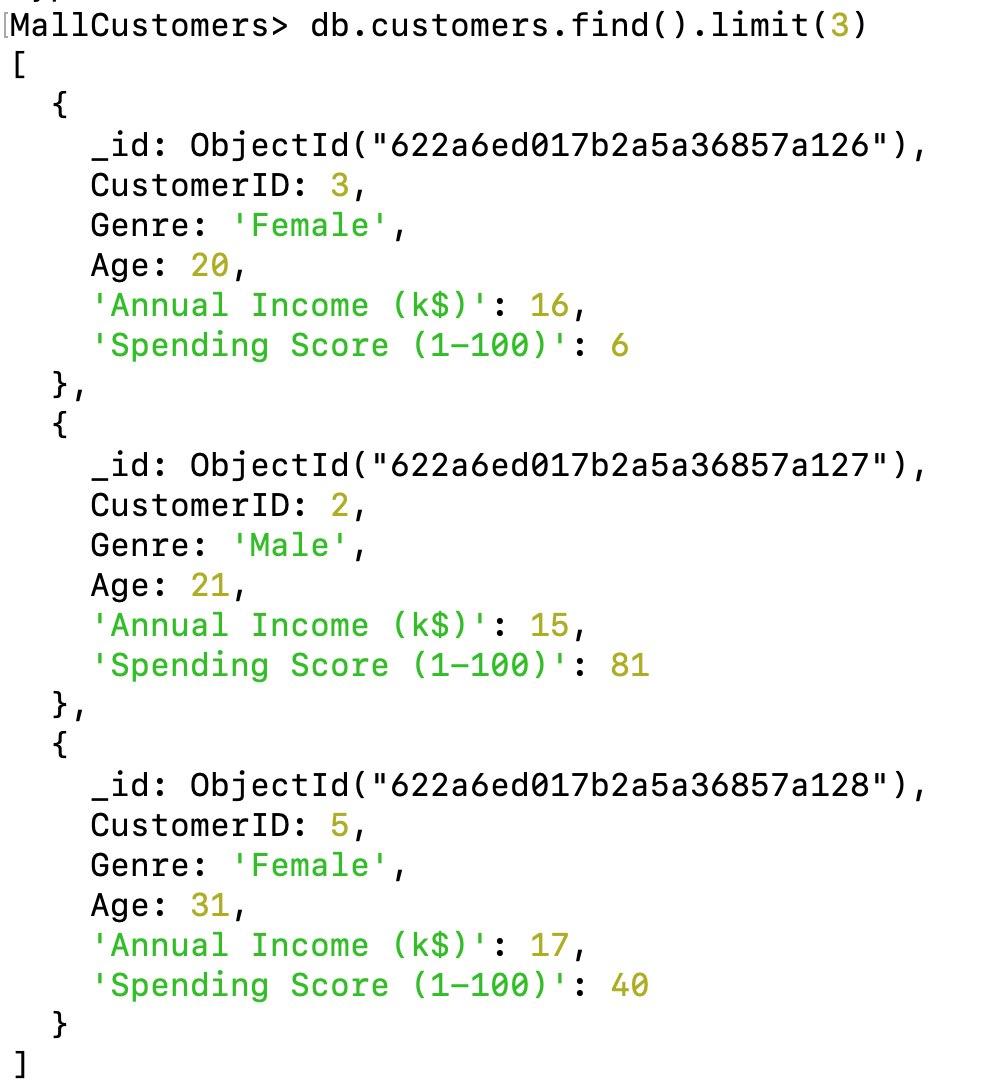 MallCustomers> db.customers.find().limit(3)
[
  {
    _id: ObjectId("622a6ed017b2a5a36857a126"),
    CustomerID: 3,
    Genre: 'Female',
    Age: 20,
    'Annual Income (k$)': 16,
    'Spending Score (1-100)': 6
  },
  {
    _id: ObjectId("622a6ed017b2a5a36857a127"),
    CustomerID: 2,
    Genre: 'Male',
    Age: 21,
    'Annual Income (k$)': 15,
    'Spending Score (1-100)': 81
  },
  {
    _id: ObjectId("622a6ed017b2a5a36857a128"),
    CustomerID: 5,
    Genre: 'Female',
    Age: 31,
    'Annual Income (k$)': 17,
    'Spending Score (1-100)': 40
  }
]